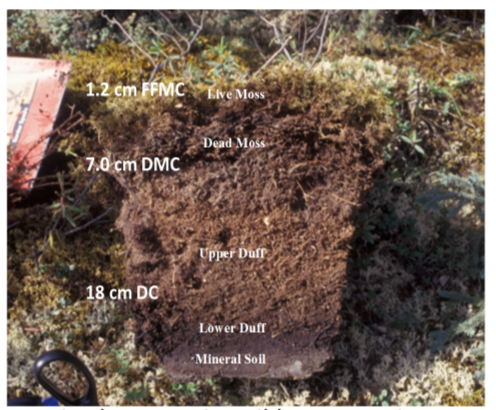 1.2 cm FFMC
Live Moss
Dead Moss
7.0 cm DMC
Upper Duff
18 cm DC
Lower Duff
Mineral Soil